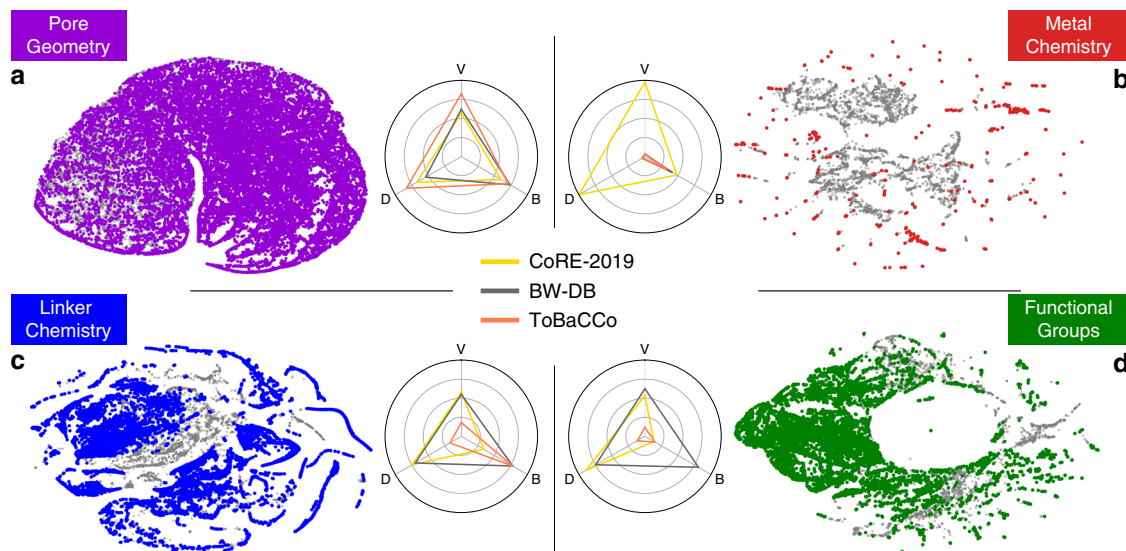 Pore
Geometry
a
V
D
B
Metal
Chemistry
b
V
D
B
CoRE-2019
BW-DB
ToBaCCo
Linker
Chemistry
c
V
D
B
Functional
Groups
d
V
D
B